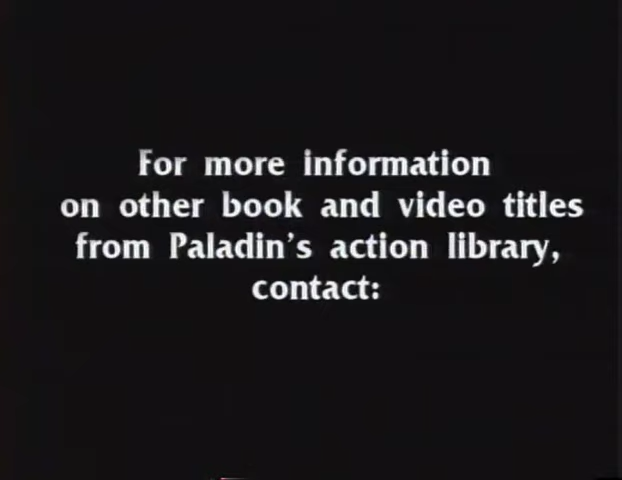 For more information
on other book and video titles
from Paladin's action library,
contact: